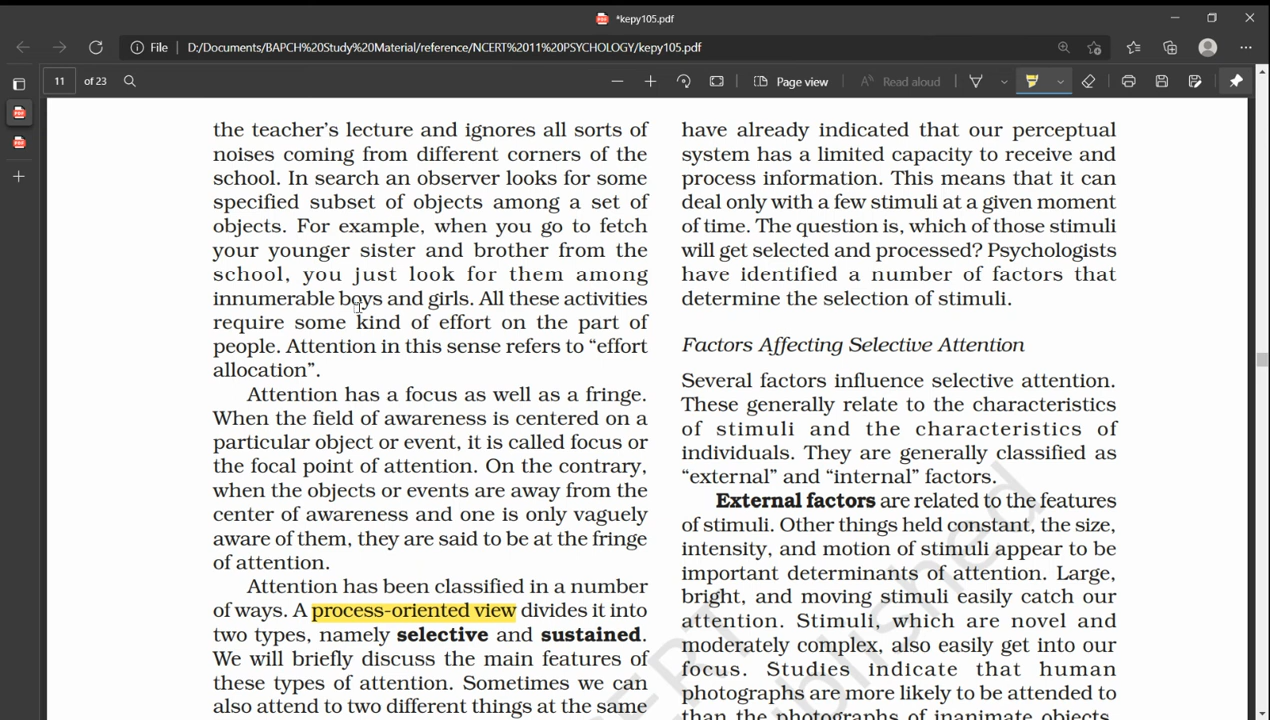 *kepy105.pdf
File
D:/Documents/BAPCH%20Study%20Material/reference/NCERT%2011%20PSYCHOLOGY/kepy105.pdf
11 of 23
Page view
Read aloud
the teacher's lecture and ignores all sorts of
noises coming from different corners of the
school. In search an observer looks for some
specified subset of objects among a set of
objects. For example, when you go to fetch
your younger sister and brother from the
school, you just look for them among
innumerable boys and girls. All these activities
require some kind of effort on the part of
people. Attention in this sense refers to “effort
allocation”.
Attention has a focus as well as a fringe.
When the field of awareness is centered on a
particular object or event, it is called focus or
the focal point of attention. On the contrary,
when the objects or events are away from the
center of awareness and one is only vaguely
aware of them, they are said to be at the fringe
of attention.
Attention has been classified in a number
of ways. A process-oriented view divides it into
two types, namely selective and sustained.
We will briefly discuss the main features of
these types of attention. Sometimes we can
also attend to two different things at the same
have already indicated that our perceptual
system has a limited capacity to receive and
process information. This means that it can
deal only with a few stimuli at a given moment
of time. The question is, which of those stimuli
will get selected and processed? Psychologists
have identified a number of factors that
determine the selection of stimuli.
Factors Affecting Selective Attention
Several factors influence selective attention.
These generally relate to the characteristics
of stimuli and the characteristics of
individuals. They are generally classified as
“external” and “internal” factors.
External factors are related to the features
of stimuli. Other things held constant, the size,
intensity, and motion of stimuli appear to be
important determinants of attention. Large,
bright, and moving stimuli easily catch our
attention. Stimuli, which are novel and
moderately complex, also easily get into our
focus. Studies indicate that human
photographs are more likely to be attended to
than the photographs of inanimate objects.